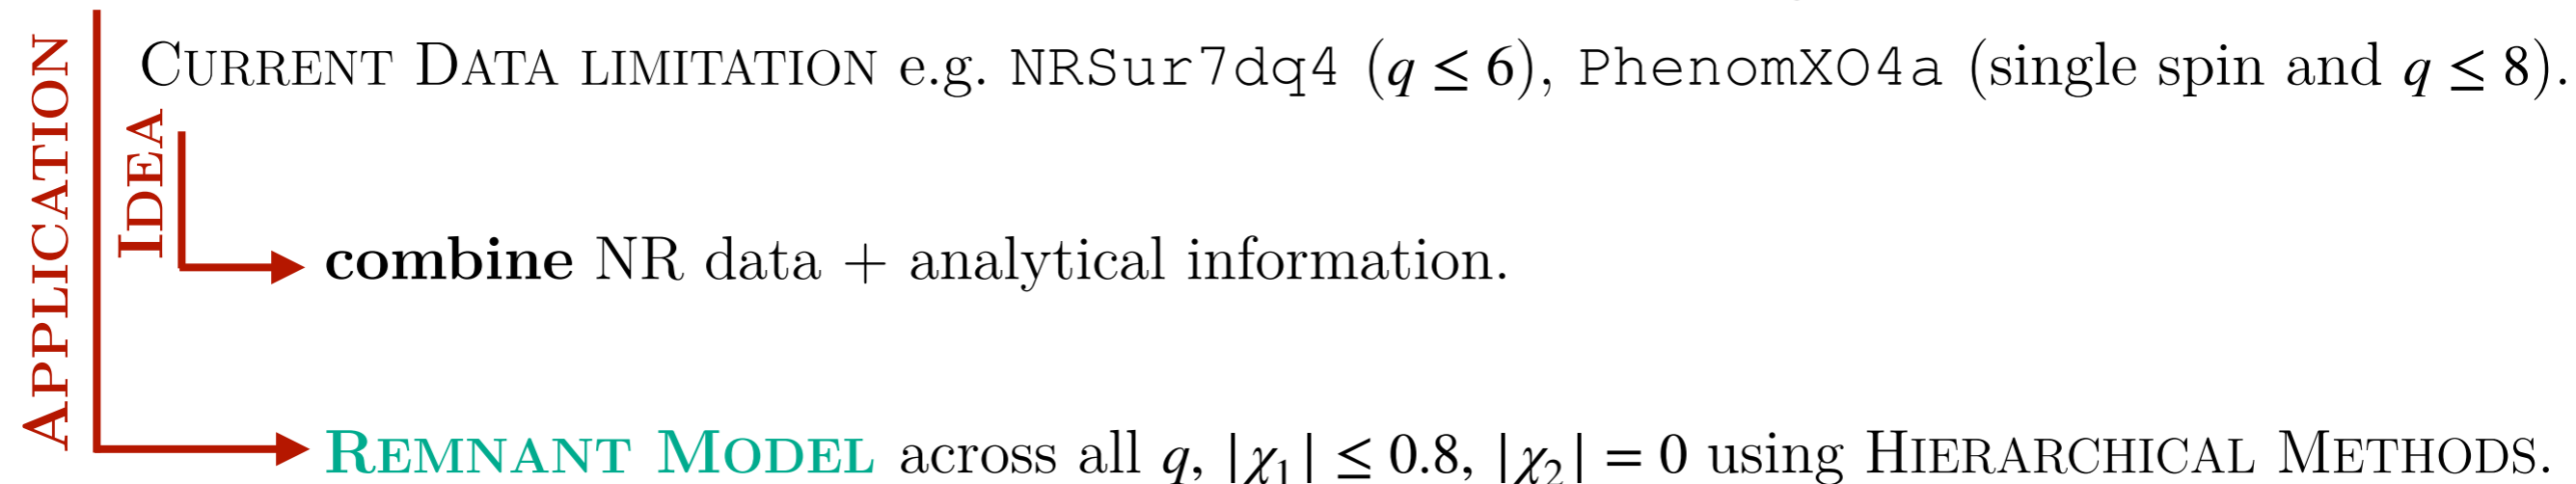 CURRENT DATA LIMITATION e.g. NRSur7dq4 (q ≤ 6), PhenomXO4a (single spin and q ≤ 8).
APPLICATION
IDEA
combine NR data + analytical information.
REMNANT MODEL across all q, |χ₁| ≤ 0.8, |χ₂| = 0 using HIERARCHICAL METHODS.